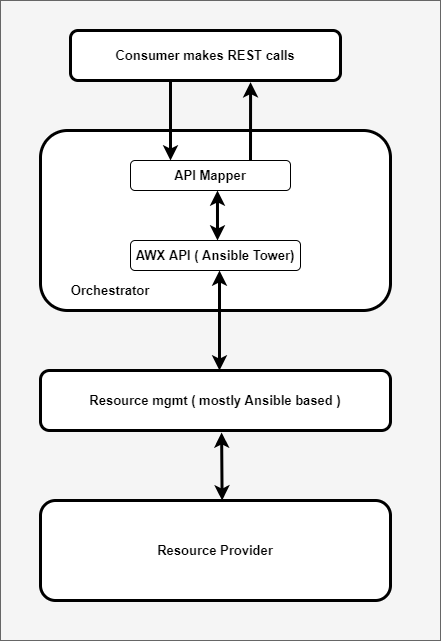 Consumer makes REST calls
API Mapper
AWX API ( Ansible Tower)
Orchestrator
Resource mgmt ( mostly Ansible based )
Resource Provider